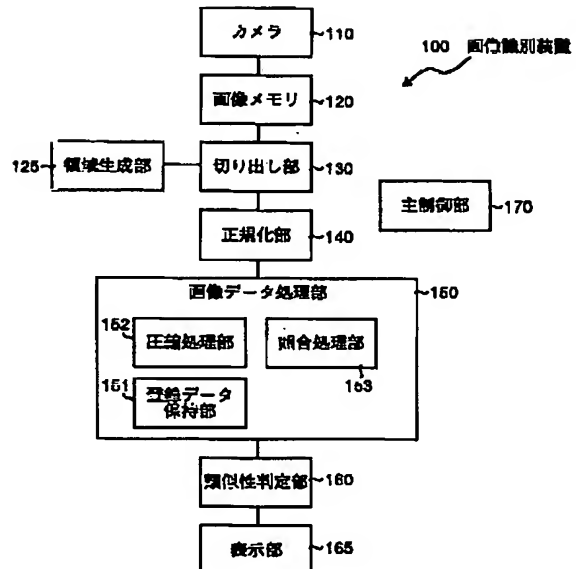 カメラ
110
100 画像識別装置
画像メモリ
120
125
領域生成部
切り出し部
130
主制御部
170
正規化部
140
画像データ処理部
150
152
圧縮処理部
照合処理部
153
151
登録データ
保持部
類似性判定部
160
表示部
165